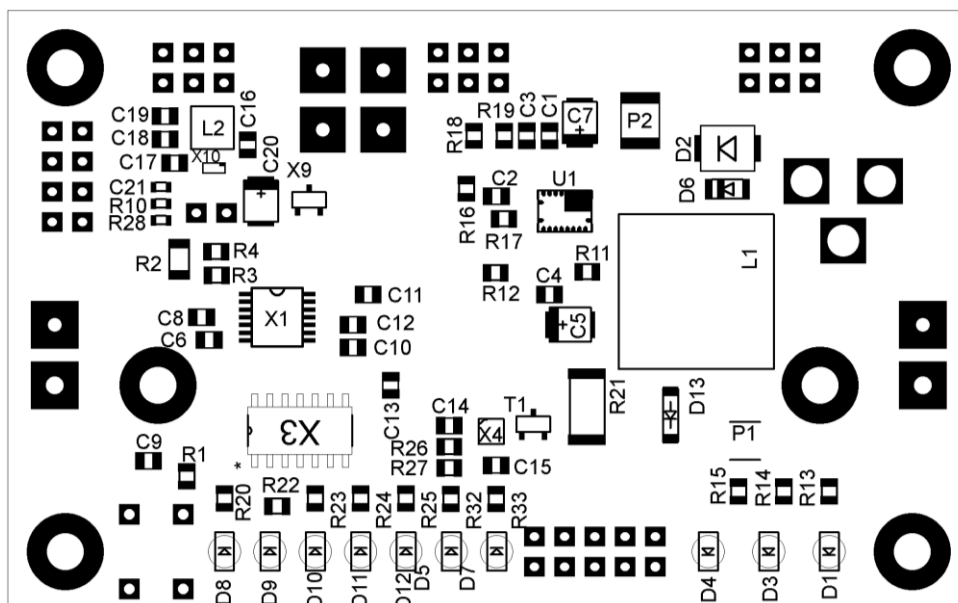 C19
C18
C17
L2
X10
C16
C20
X9
C21
R10
R28
R2
R4
R3
C8
C6
X1
C11
C12
C10
R18
R19
C3
C1
C7
P2
D2
D6
R16
C2
R17
U1
R12
R11
C4
C5
L1
X3
C13
C14
R26
R27
X4
T1
C15
R21
D13
P1
C9
R1
*
R20
R22
R23
R24
R25
R32
R33
R15
R14
R13
D8
D9
D10
D11
D12
D5
D7
D4
D3
D1